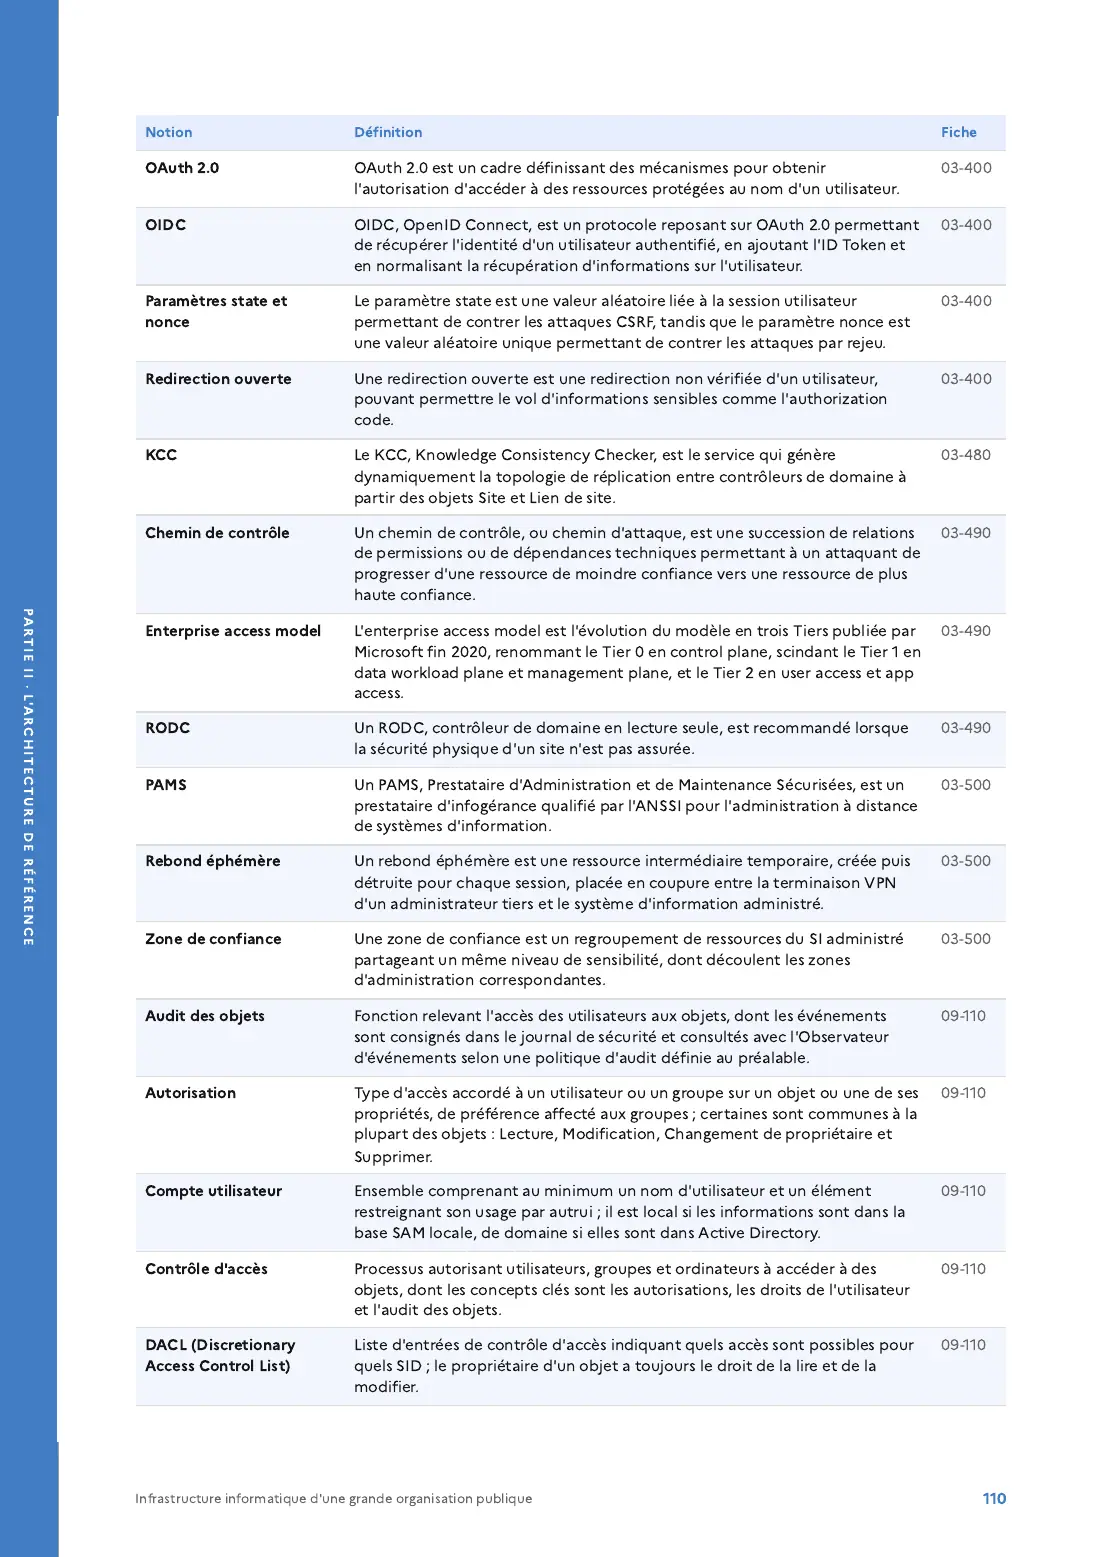 Notion Définition Fiche
OAuth 2.0 OAuth 2.0 est un cadre définissant des mécanismes pour obtenir 03-400
l'autorisation d'accéder à des ressources protégées au nom d'un utilisateur.
OIDC OIDC, OpenID Connect, est un protocole reposant sur OAuth 2.0 permettant 03-400
de récupérer l'identité d'un utilisateur authentifié, en ajoutant l'ID Token et
en normalisant la récupération d'informations sur l'utilisateur.
Paramètres state et Le paramètre state est une valeur aléatoire liée à la session utilisateur 03-400
nonce permettant de contrer les attaques CSRF, tandis que le paramètre nonce est
une valeur aléatoire unique permettant de contrer les attaques par rejeu.
Redirection ouverte Une redirection ouverte est une redirection non vérifiée d'un utilisateur, 03-400
pouvant permettre le vol d'informations sensibles comme l'authorization
code.
KCC Le KCC, Knowledge Consistency Checker, est le service qui génère 03-480
dynamiquement la topologie de réplication entre contrôleurs de domaine à
partir des objets Site et Lien de site.
Chemin de contrôle Un chemin de contrôle, ou chemin d'attaque, est une succession de relations 03-490
de permissions ou de dépendances techniques permettant à un attaquant de
progresser d'une ressource de moindre confiance vers une ressource de plus
haute confiance.
Enterprise access model L'enterprise access model est l'évolution du modèle en trois Tiers publiée par 03-490
Microsoft fin 2020, renommant le Tier 0 en control plane, scindant le Tier 1 en
data workload plane et management plane, et le Tier 2 en user access et app
access.
RODC Un RODC, contrôleur de domaine en lecture seule, est recommandé lorsque 03-490
la sécurité physique d'un site n'est pas assurée.
PAMS Un PAMS, Prestataire d'Administration et de Maintenance Sécurisées, est un 03-500
prestataire d'infogérance qualifié par l'ANSSI pour l'administration à distance
de systèmes d'information.
Rebond éphémère Un rebond éphémère est une ressource intermédiaire temporaire, créée puis 03-500
détruite pour chaque session, placée en coupure entre la terminaison VPN
d'un administrateur tiers et le système d'information administré.
Zone de confiance Une zone de confiance est un regroupement de ressources du SI administré 03-500
partageant un même niveau de sensibilité, dont découlent les zones
d'administration correspondantes.
Audit des objets Fonction relevant l'accès des utilisateurs aux objets, dont les événements 09-110
sont consignés dans le journal de sécurité et consultés avec l'Observateur
d'événements selon une politique d'audit définie au préalable.
Autorisation Type d'accès accordé à un utilisateur ou un groupe sur un objet ou une de ses 09-110
propriétés, de préférence affecté aux groupes ; certaines sont communes à la
plupart des objets : Lecture, Modification, Changement de propriétaire et
Supprimer.
Compte utilisateur Ensemble comprenant au minimum un nom d'utilisateur et un élément 09-110
restreignant son usage par autrui ; il est local si les informations sont dans la
base SAM locale, de domaine si elles sont dans Active Directory.
Contrôle d'accès Processus autorisant utilisateurs, groupes et ordinateurs à accéder à des 09-110
objets, dont les concepts clés sont les autorisations, les droits de l'utilisateur
et l'audit des objets.
DACL (Discretionary Liste d'entrées de contrôle d'accès indiquant quels accès sont possibles pour 09-110
Access Control List) quels SID ; le propriétaire d'un objet a toujours le droit de la lire et de la
modifier.
PARTIE II · L'ARCHITECTURE DE RÉFÉRENCE
Infrastructure informatique d'une grande organisation publique 110